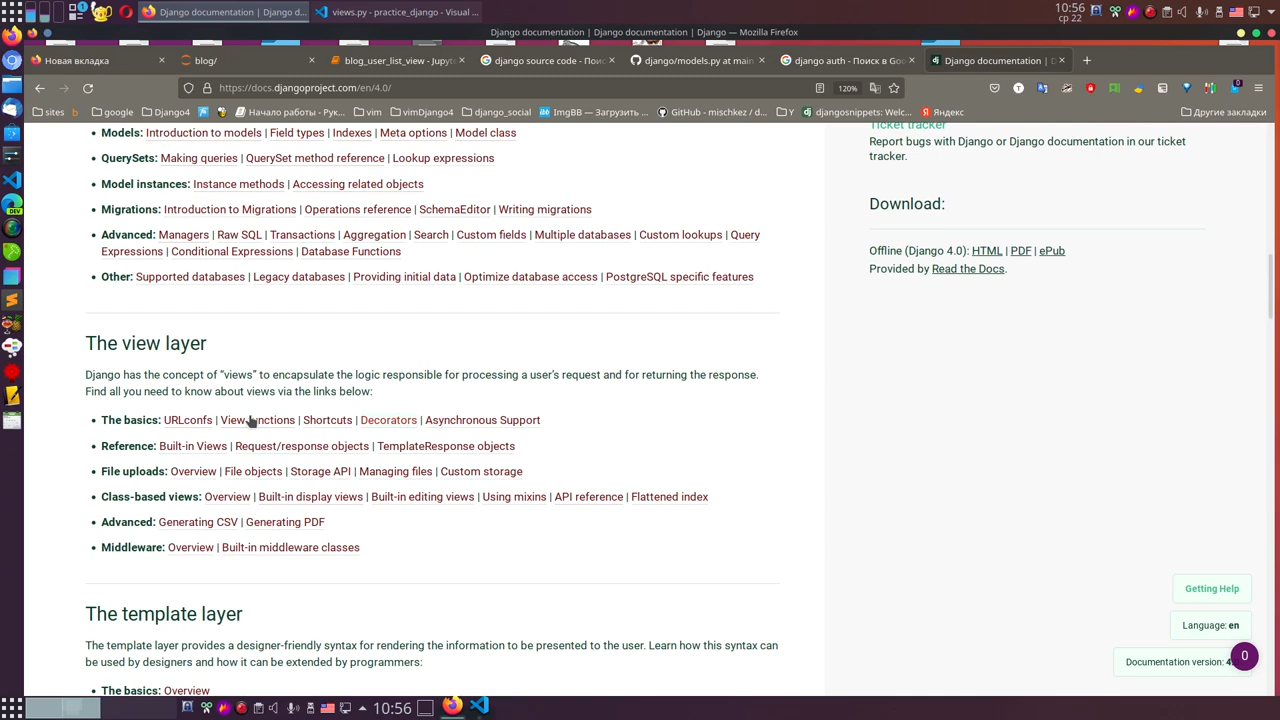 Django documentation | Django d...
views.py - practice_django - Visual ...
10:56
ср 22
Django documentation | Django documentation | Django — Mozilla Firefox
Новая вкладка
blog/
blog_user_list_view - Jupyte
django source code - Пои
django/models.py at main
django auth - Поиск в Goo
Django documentation | D
https://docs.djangoproject.com/en/4.0/
120%
sites
google
Django4
Начало работы - Рук...
vim
vimDjango4
django_social
ImgBB — Загрузить ...
GitHub - mischkez / d...
Y
djangosnippets: Welc...
Яндекс
Другие закладки
Models: Introduction to models | Field types | Indexes | Meta options | Model class
QuerySets: Making queries | QuerySet method reference | Lookup expressions
Model instances: Instance methods | Accessing related objects
Migrations: Introduction to Migrations | Operations reference | SchemaEditor | Writing migrations
Advanced: Managers | Raw SQL | Transactions | Aggregation | Search | Custom fields | Multiple databases | Custom lookups | Query
Expressions | Conditional Expressions | Database Functions
Other: Supported databases | Legacy databases | Providing initial data | Optimize database access | PostgreSQL specific features
The view layer
Django has the concept of “views” to encapsulate the logic responsible for processing a user’s request and for returning the response.
Find all you need to know about views via the links below:
The basics: URLconfs | View functions | Shortcuts | Decorators | Asynchronous Support
Reference: Built-in Views | Request/response objects | TemplateResponse objects
File uploads: Overview | File objects | Storage API | Managing files | Custom storage
Class-based views: Overview | Built-in display views | Built-in editing views | Using mixins | API reference | Flattened index
Advanced: Generating CSV | Generating PDF
Middleware: Overview | Built-in middleware classes
The template layer
The template layer provides a designer-friendly syntax for rendering the information to be presented to the user. Learn how this syntax can
be used by designers and how it can be extended by programmers:
The basics: Overview
Ticket tracker
Report bugs with Django or Django documentation in our ticket
tracker.
Download:
Offline (Django 4.0): HTML | PDF | ePub
Provided by Read the Docs.
Getting Help
Language: en
Documentation version: 4
0
DEV
10:56